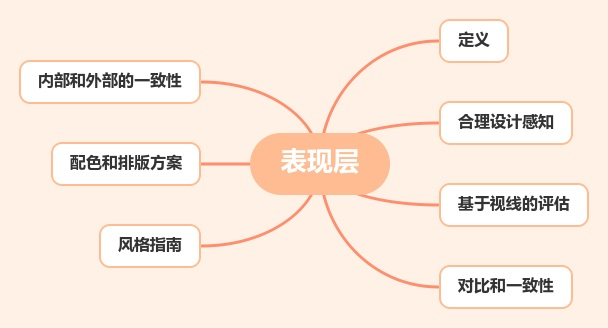 表现层
定义
合理设计感知
基于视线的评估
对比和一致性
内部和外部的一致性
配色和排版方案
风格指南